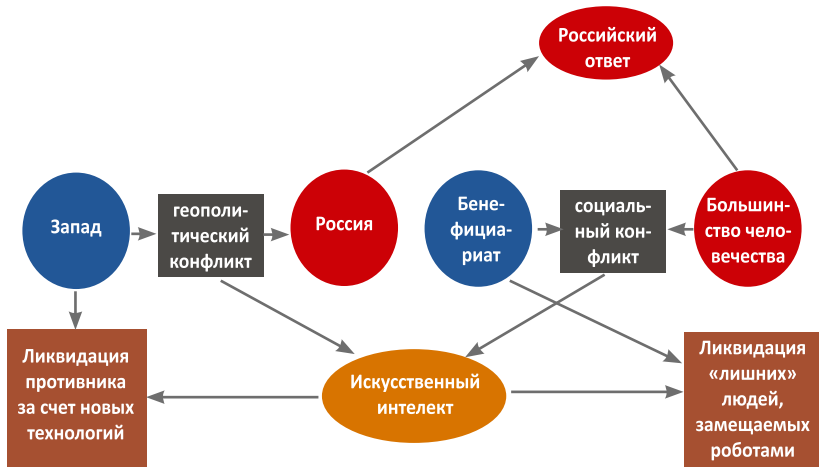 Российский
ответ
Запад
геополи-
тический
конфликт
Россия
Бене-
фициа-
риат
социаль-
ный кон-
фликт
Большин-
ство чело-
вечества
Ликвидация
противника
за счет новых
технологий
Искусственный
интелект
Ликвидация
«лишних»
людей,
замещаемых
роботами